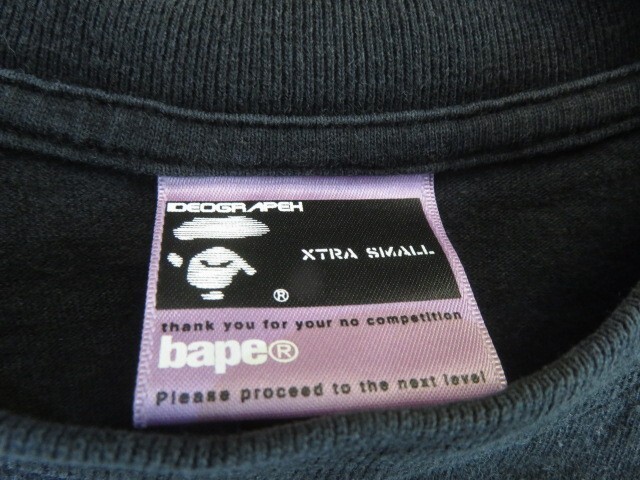 IDEOGRAPEH
XTRA SMALL
®
thank you for your no competition
bape®
Please proceed to the next level